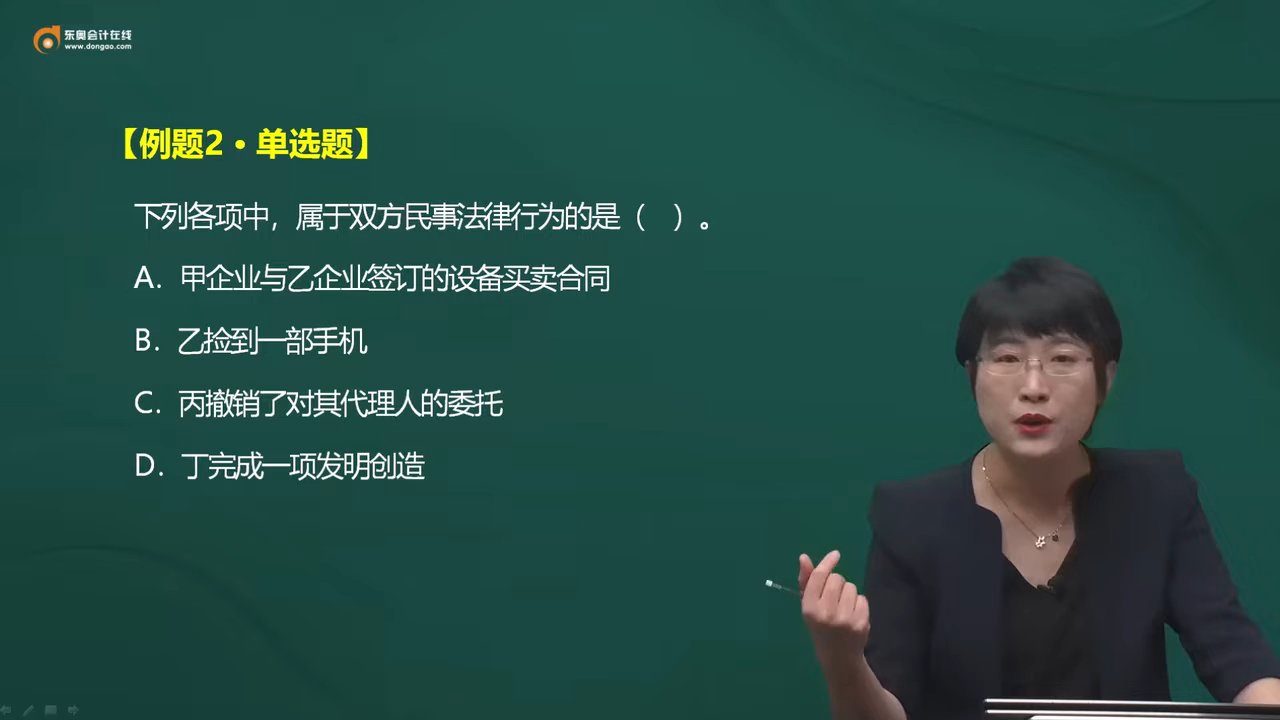 东奥会计在线
www.dongao.com
【例题2·单选题】
下列各项中，属于双方民事法律行为的是（ ）。
A. 甲企业与乙企业签订的设备买卖合同
B. 乙捡到一部手机
C. 丙撤销了对其代理人的委托
D. 丁完成一项发明创造